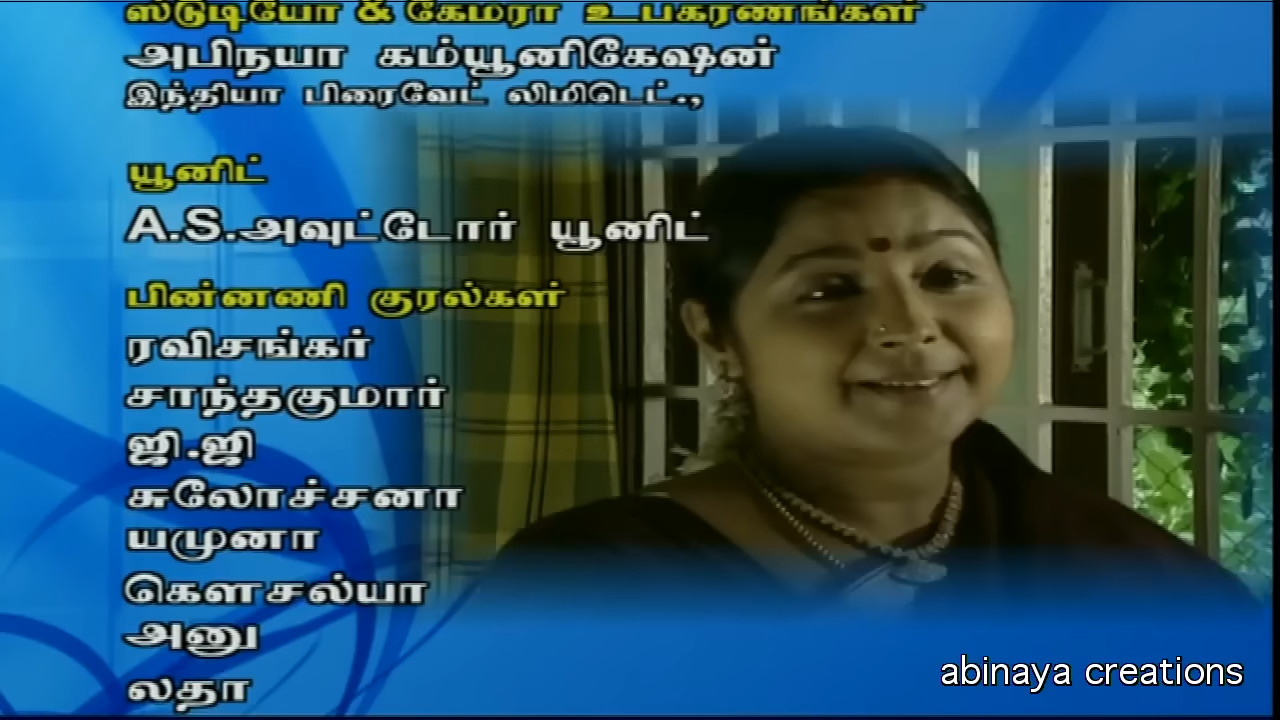 ஸ்டுடியோ & கேமரா உபகரணங்கள்
அபிநயா கம்யூனிகேஷன்
இந்தியா பிரைவேட் லிமிடெட்.,
யூனிட்
A.S.அவுட்டோர் யூனிட்
பின்னணி குரல்கள்
ரவிசங்கர்
சாந்தகுமார்
ஜி.ஜி
சுலோச்சனா
யமுனா
கௌசல்யா
அனு
லதா
abinaya creations